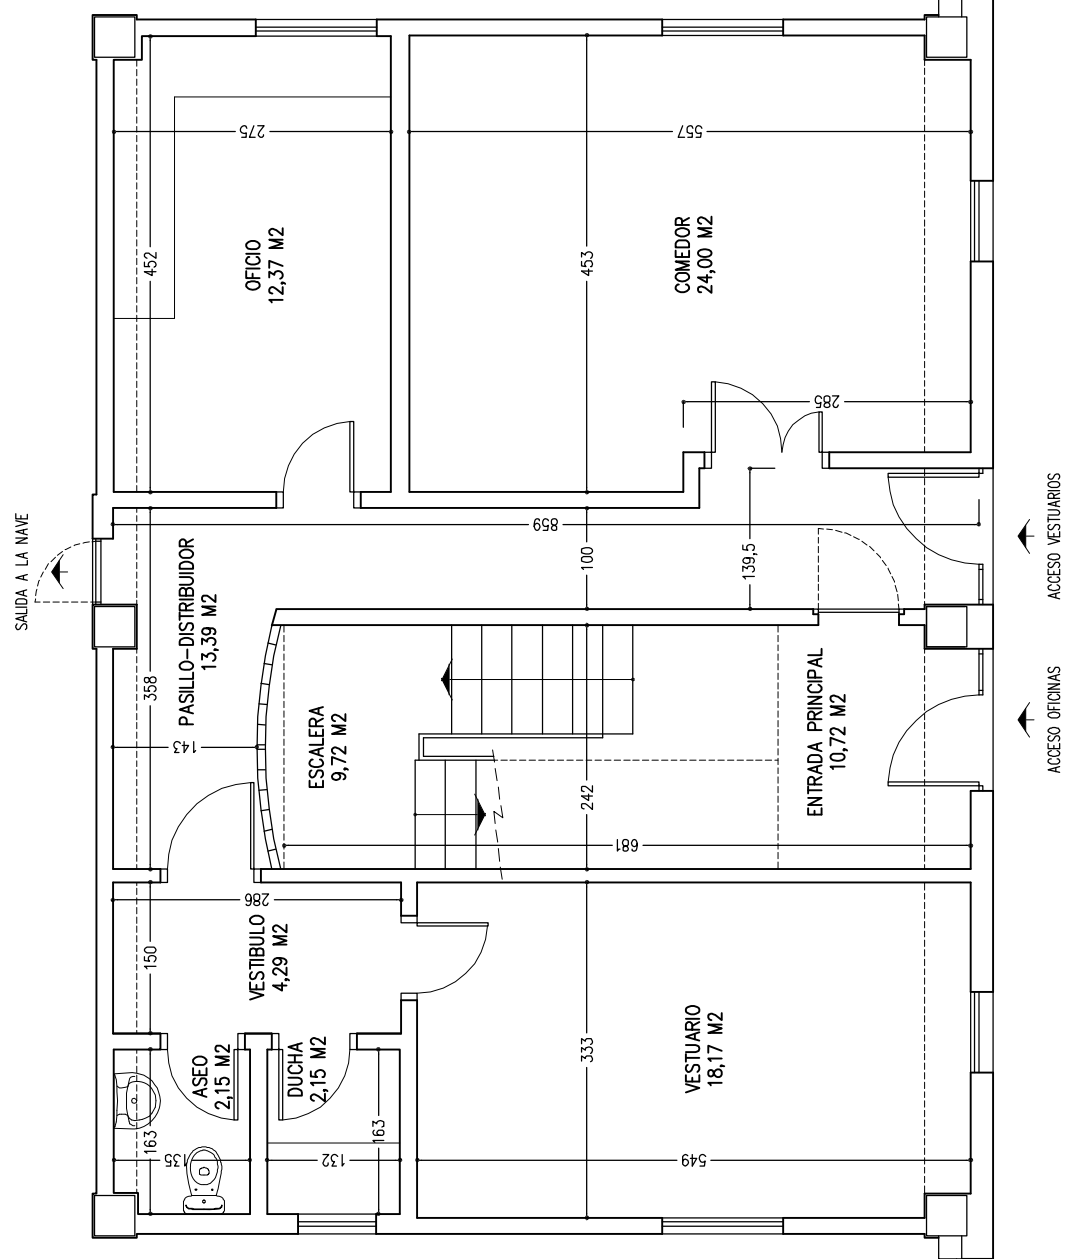 275
557
452
OFICIO
12,37 M2
453
COMEDOR
24,00 M2
285
SALIDA A LA NAVE
859
100
139,5
ACCESO VESTUARIOS
PASILLO-DISTRIBUIDOR
13,39 M2
358
143
ESCALERA
9,72 M2
242
ENTRADA PRINCIPAL
10,72 M2
ACCESO OFICINAS
681
286
150
VESTIBULO
4,29 M2
333
VESTUARIO
18,17 M2
ASEO
2,15 M2
DUCHA
2,15 M2
163
163
135
132
549